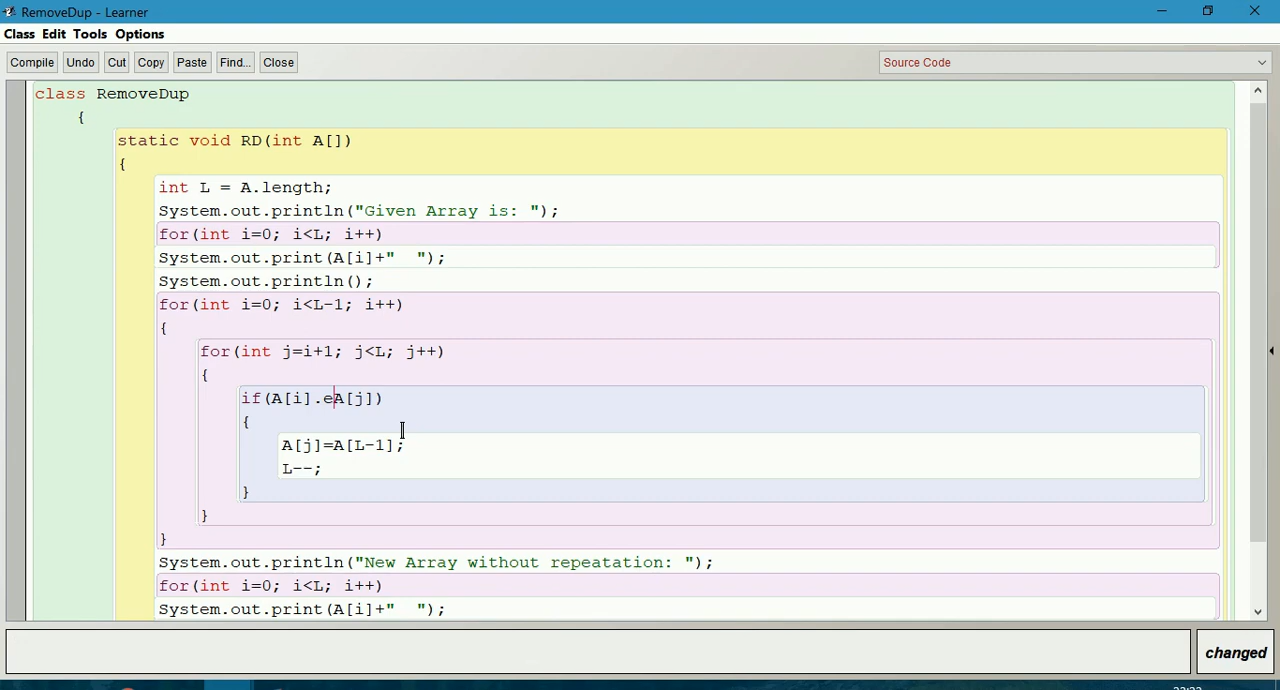 RemoveDup - Learner
Class Edit Tools Options
Compile Undo Cut Copy Paste Find... Close Source Code
class RemoveDup
{
static void RD(int A[])
{
int L = A.length;
System.out.println("Given Array is: ");
for(int i=0; i<L; i++)
System.out.print(A[i]+"  ");
System.out.println();
for(int i=0; i<L-1; i++)
{
for(int j=i+1; j<L; j++)
{
if(A[i].eA[j])
{
A[j]=A[L-1];
L--;
}
}
}
System.out.println("New Array without repeatation: ");
for(int i=0; i<L; i++)
System.out.print(A[i]+"  ");
changed